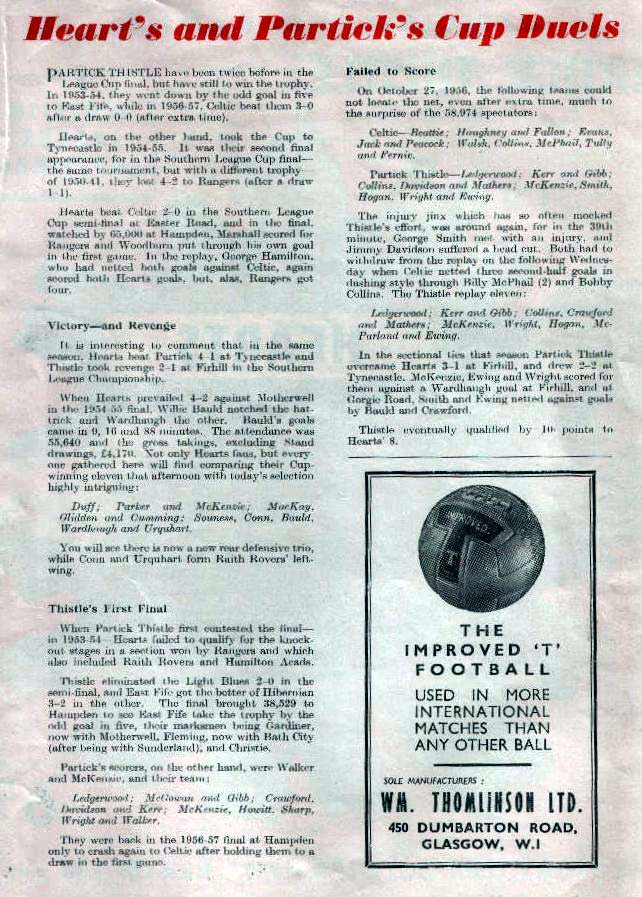 Heart's and Partick's Cup Duels
PARTICK THISTLE have been twice before in the
League Cup final, but have still to win the trophy.
In 1953-54, they went down by the odd goal in five
to East Fife, while in 1956-57, Celtic beat them 3-0
after a draw 0-0 (after extra time).
Hearts, on the other hand, took the Cup to
Tynecastle in 1954-55. It was their second final
appearance, for in the Southern League Cup final—
the same tournament, but with a different trophy—
of 1940-41, they lost 4-2 to Rangers (after a draw
1-1).
Hearts beat Celtic 2-0 in the Southern League
Cup semi-final at Easter Road, and in the final,
watched by 65,000 at Hampden, Marshall scored for
Rangers and Woodburn put through his own goal
in the first game. In the replay, George Hamilton,
who had netted both goals against Celtic, again
scored both Hearts goals, but, alas, Rangers got
four.
Victory—and Revenge
It is interesting to comment that in the same
season, Hearts beat Partick 4-1 at Tynecastle and
Thistle took revenge 2-1 at Firhill in the Southern
League Championship.
When Hearts prevailed 4-2 against Motherwell
in the 1954-55 final, Willie Bauld notched the hat-
trick and Wardhaugh the other. Bauld's goals
came in 9, 16 and 88 minutes. The attendance was
55,640 and the gross takings, excluding Stand
drawings, £4,170. Not only Hearts fans, but every-
one gathered here will find comparing their Cup-
winning eleven that afternoon with today's selection
highly intriguing:
Duff; Parker and McKenzie; MacKay,
Glidden and Cumming; Souness, Conn, Bauld,
Wardhaugh and Urquhart.
You will see there is now a new rear defensive trio,
while Conn and Urquhart form Raith Rovers' left-
wing.
Thistle's First Final
When Partick Thistle first contested the final—
in 1953-54—Hearts failed to qualify for the knock-
out stages in a section won by Rangers and which
also included Raith Rovers and Hamilton Acads.
Thistle eliminated the Light Blues 2-0 in the
semi-final, and East Fife got the better of Hibernian
3-2 in the other. The final brought 38,529 to
Hampden to see East Fife take the trophy by the
odd goal in five, their marksmen being Gardiner,
now with Motherwell, Fleming, now with Bath City
(after being with Sunderland), and Christie.
Partick's scorers, on the other hand, were Walker
and McKenzie, and their team:
Ledgerwood; McGowan and Gibb; Crawford,
Davidson and Kerr; McKenzie, Howitt, Sharp,
Wright and Walker.
They were back in the 1956-57 final at Hampden
only to crash again to Celtic after holding them to a
draw in the first game.
Failed to Score
On October 27, 1956, the following teams could
not locate the net, even after extra time, much to
the surprise of the 58,974 spectators:
Celtic—Beattie; Haughney and Fallon; Evans,
Jack and Peacock; Walsh, Collins, McPhail, Tully
and Fernie.
Partick Thistle—Ledgerwood; Kerr and Gibb;
Collins, Davidson and Mathers; McKenzie, Smith,
Hogan, Wright and Ewing.
The injury jinx which has so often mocked
Thistle's effort, was around again, for in the 39th
minute, George Smith met with an injury, and
Jimmy Davidson suffered a head cut. Both had to
withdraw from the replay on the following Wednes-
day when Celtic netted three second-half goals in
dashing style through Billy McPhail (2) and Bobby
Collins. The Thistle replay eleven:
Ledgerwood; Kerr and Gibb; Collins, Crawford
and Mathers; McKenzie, Wright, Hogan, Mc-
Parland and Ewing.
In the sectional ties that season Partick Thistle
overcame Hearts 3-1 at Firhill, and drew 2-2 at
Tynecastle. McKenzie, Ewing and Wright scored for
them against a Wardhaugh goal at Firhill, and at
Gorgie Road, Smith and Ewing netted against goals
by Bauld and Crawford.
Thistle eventually qualified by 10 points to
Hearts' 8.
IMPROVED
T
THE
IMPROVED 'T'
FOOTBALL
USED IN MORE
INTERNATIONAL
MATCHES THAN
ANY OTHER BALL
SOLE MANUFACTURERS:
WM. THOMLINSON LTD.
450 DUMBARTON ROAD,
GLASGOW, W.1